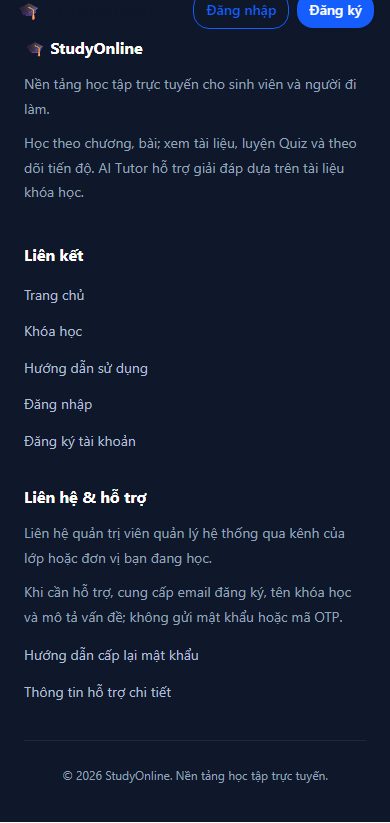 Đăng nhập
Đăng ký
StudyOnline
Nền tảng học tập trực tuyến cho sinh viên và người đi
làm.
Học theo chương, bài; xem tài liệu, luyện Quiz và theo
dõi tiến độ. AI Tutor hỗ trợ giải đáp dựa trên tài liệu
khóa học.
Liên kết
Trang chủ
Khóa học
Hướng dẫn sử dụng
Đăng nhập
Đăng ký tài khoản
Liên hệ & hỗ trợ
Liên hệ quản trị viên quản lý hệ thống qua kênh của
lớp hoặc đơn vị bạn đang học.
Khi cần hỗ trợ, cung cấp email đăng ký, tên khóa học
và mô tả vấn đề; không gửi mật khẩu hoặc mã OTP.
Hướng dẫn cấp lại mật khẩu
Thông tin hỗ trợ chi tiết
© 2026 StudyOnline. Nền tảng học tập trực tuyến.